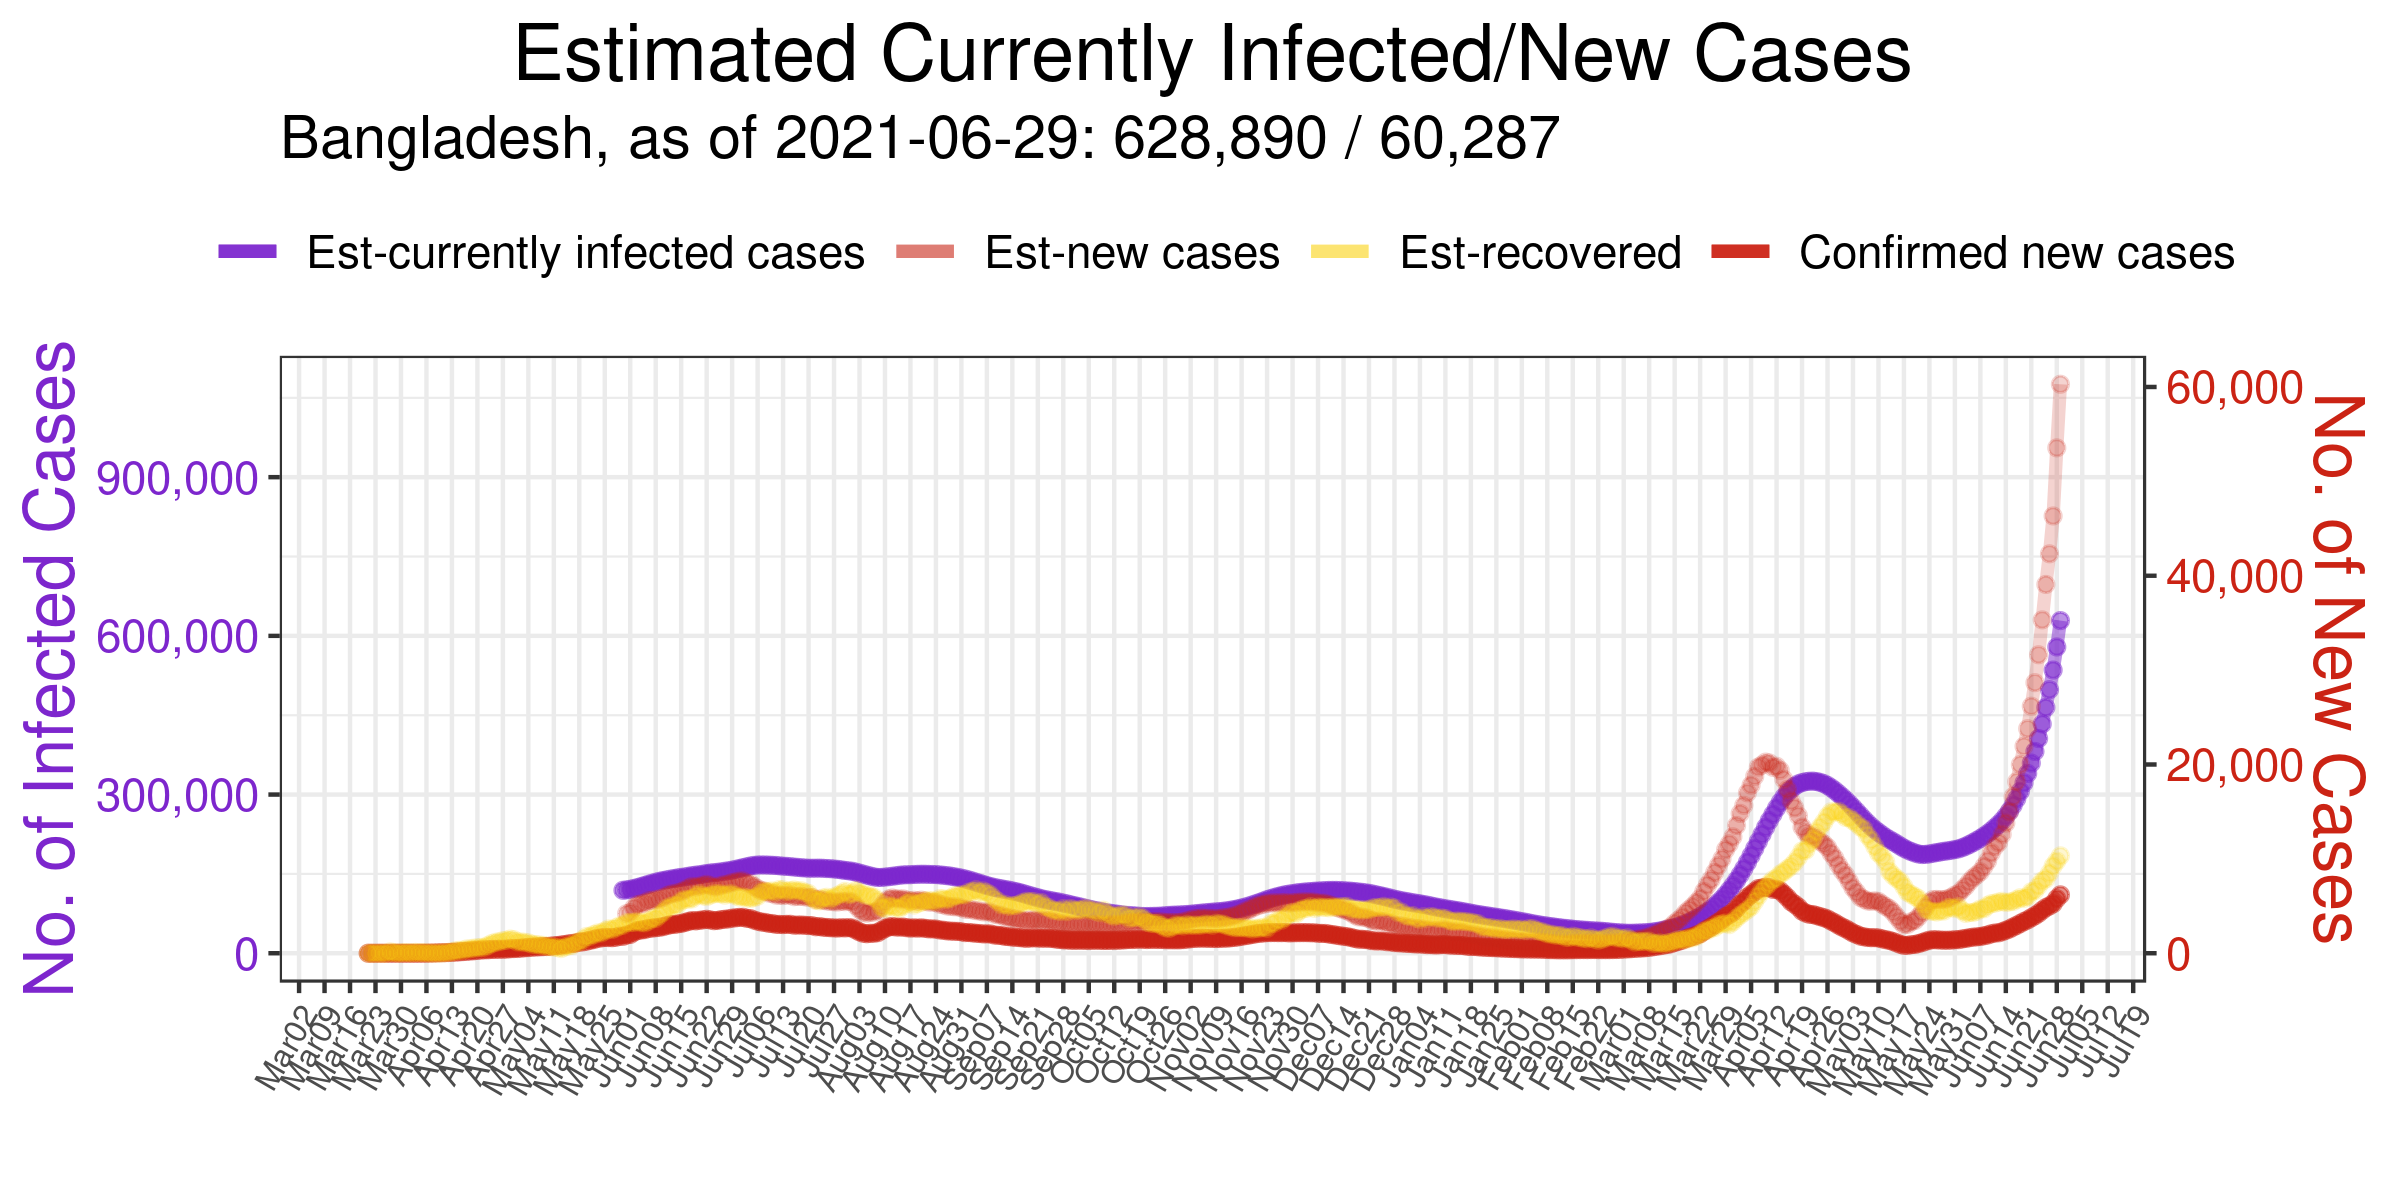 Estimated Currently Infected/New Cases
Bangladesh, as of 2021-06-29: 628,890 / 60,287
Est-currently infected cases
Est-new cases
Est-recovered
Confirmed new cases
No. of Infected Cases
900,000
600,000
300,000
0
60,000
40,000
20,000
0
No. of New Cases
Mar02
Mar09
Mar16
Mar23
Mar30
Apr06
Apr13
Apr20
Apr27
May04
May11
May18
May25
Jun01
Jun08
Jun15
Jun22
Jun29
Jul06
Jul13
Jul20
Jul27
Aug03
Aug10
Aug17
Aug24
Aug31
Sep07
Sep14
Sep21
Sep28
Oct05
Oct12
Oct19
Oct26
Nov02
Nov09
Nov16
Nov23
Nov30
Dec07
Dec14
Dec21
Dec28
Jan04
Jan11
Jan18
Jan25
Feb01
Feb08
Feb15
Feb22
Mar01
Mar08
Mar15
Mar22
Mar29
Apr05
Apr12
Apr19
Apr26
May03
May10
May17
May24
May31
Jun07
Jun14
Jun21
Jun28
Jul05
Jul12
Jul19